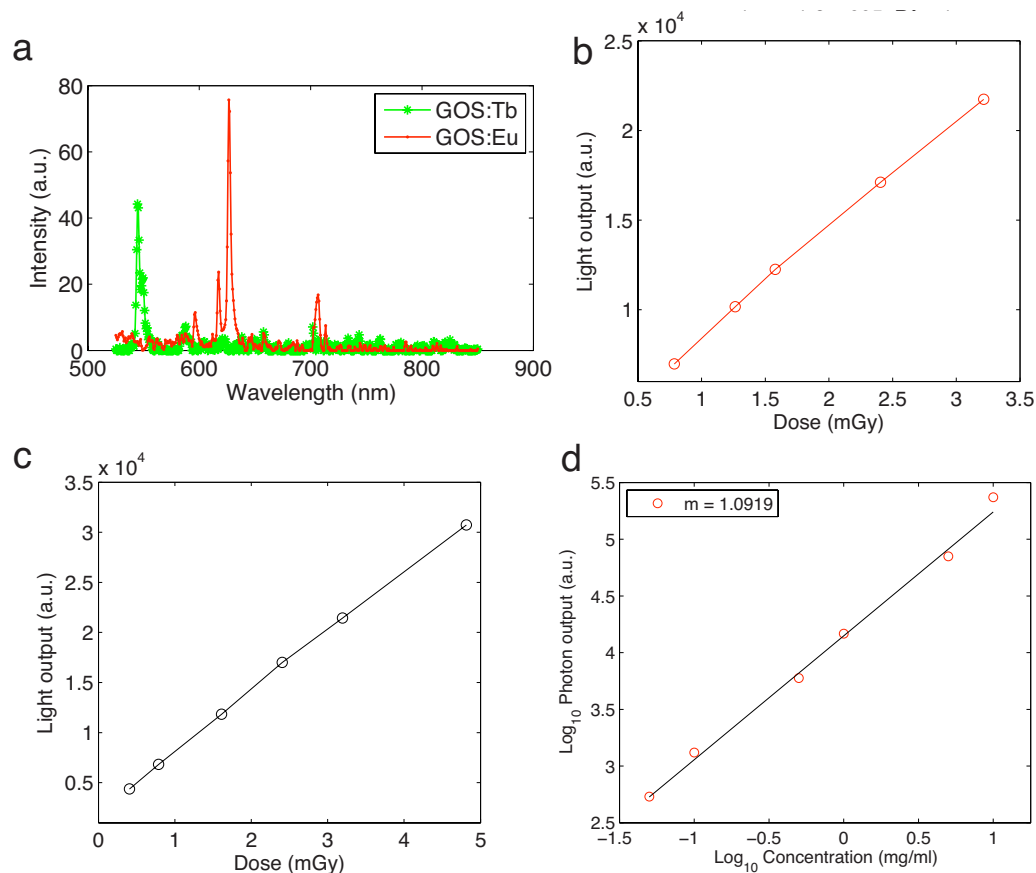 a
80
60
40
20
0
500 600 700 800 900
Intensity (a.u.)
Wavelength (nm)
GOS:Tb
GOS:Eu
b
x 10^4
2.5
2
1.5
1
0.5 1 1.5 2 2.5 3 3.5
Light output (a.u.)
Dose (mGy)
c
x 10^4
3.5
3
2.5
2
1.5
1
0.5
0 1 2 3 4 5
Light output (a.u.)
Dose (mGy)
d
5.5
5
4.5
4
3.5
3
2.5
−1.5 −1 −0.5 0 0.5 1
m = 1.0919
Log10 Photon output (a.u.)
Log10 Concentration (mg/ml)